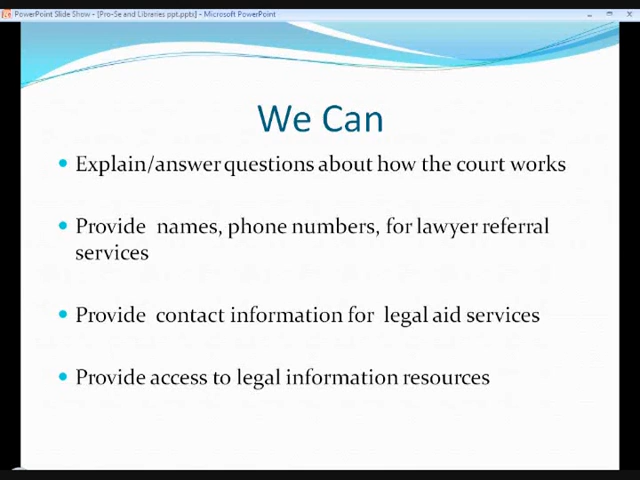 PowerPoint Slide Show - [Pro-Se and Libraries ppt.pptx] - Microsoft PowerPoint
We Can
Explain/answer questions about how the court works
Provide names, phone numbers, for lawyer referral
services
Provide contact information for legal aid services
Provide access to legal information resources